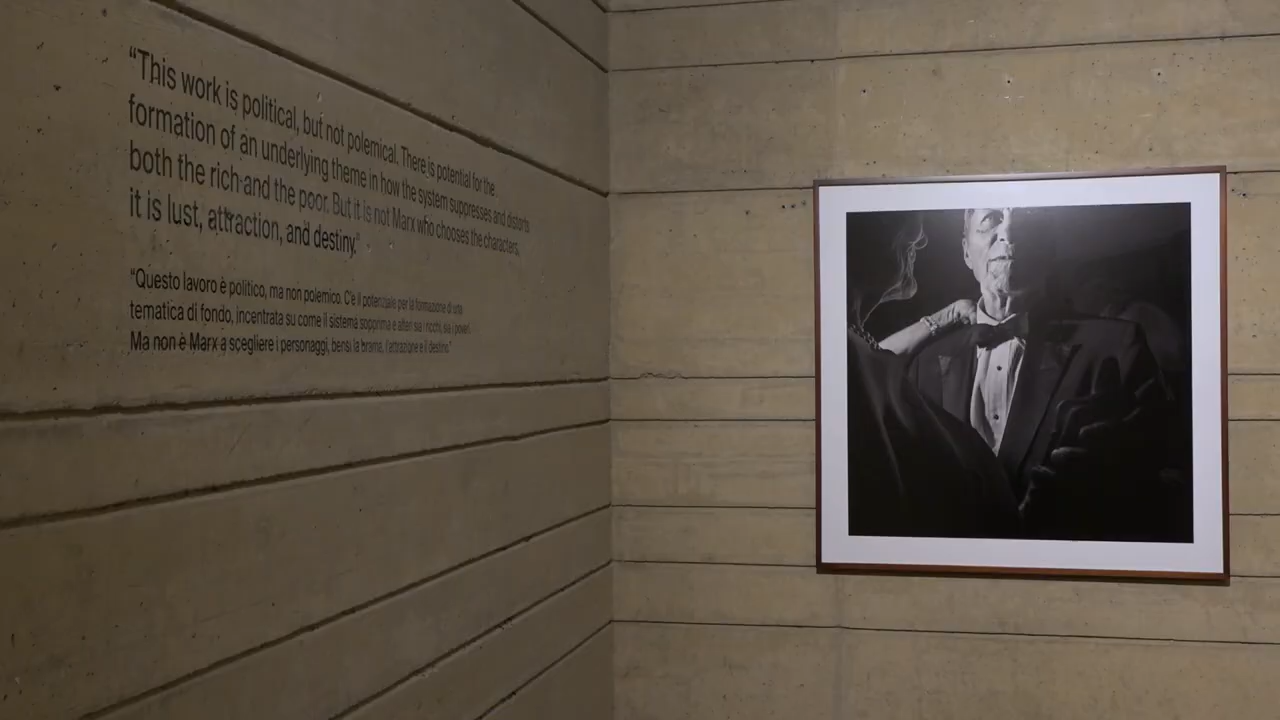 “This work is political, but not polemical. There is potential for the
formation of an underlying theme in how the system suppresses and distorts
both the rich and the poor. But it is not Marx who chooses the characters,
it is lust, attraction, and destiny.”
“Questo lavoro è politico, ma non polemico. C’è il potenziale per la formazione di una
tematica di fondo, incentrata su come il sistema sopprima e alteri sia i ricchi, sia i poveri.
Ma non è Marx a scegliere i personaggi, bensì la brama, l’attrazione e il destino”